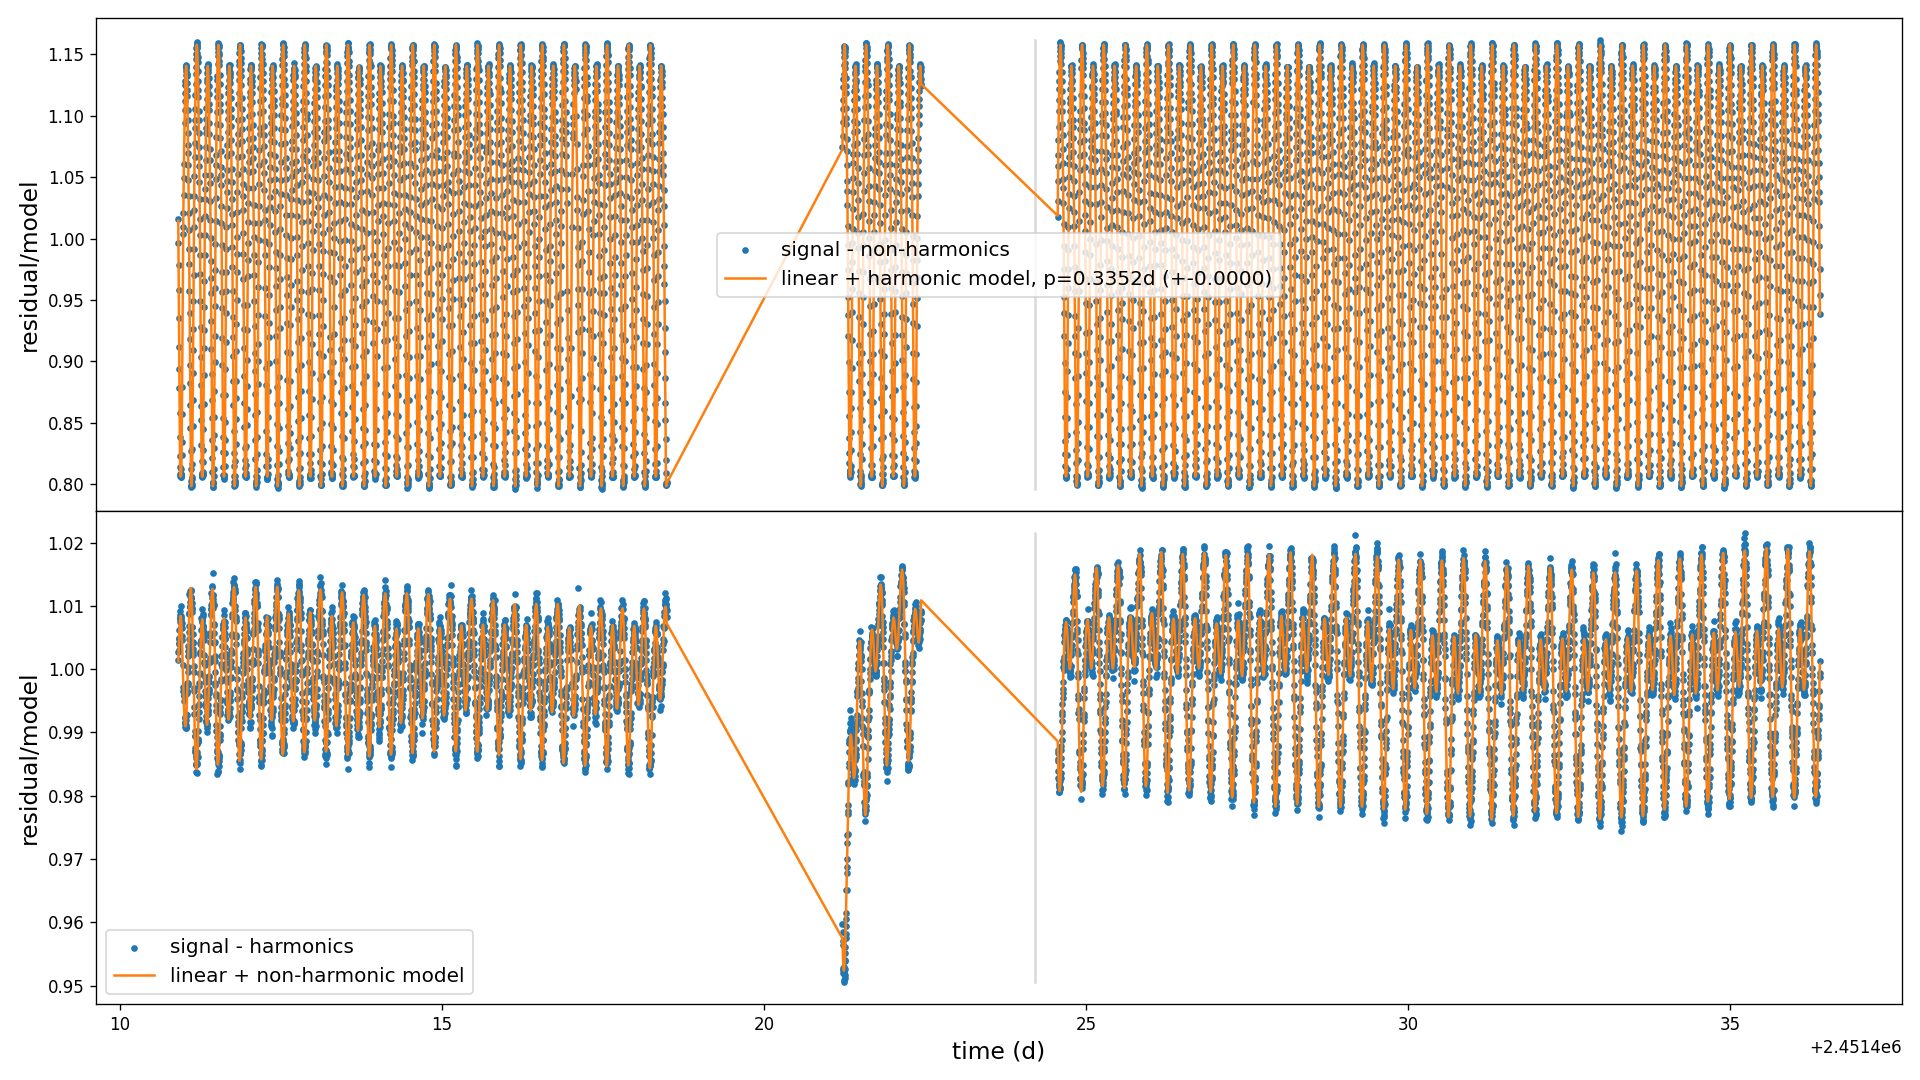 residual/model
1.15
1.10
1.05
1.00
0.95
0.90
0.85
0.80
signal - non-harmonics
linear + harmonic model, p=0.3352d (+-0.0000)
residual/model
1.02
1.01
1.00
0.99
0.98
0.97
0.96
0.95
signal - harmonics
linear + non-harmonic model
10
15
20
25
30
35
time (d)
+2.4514e6